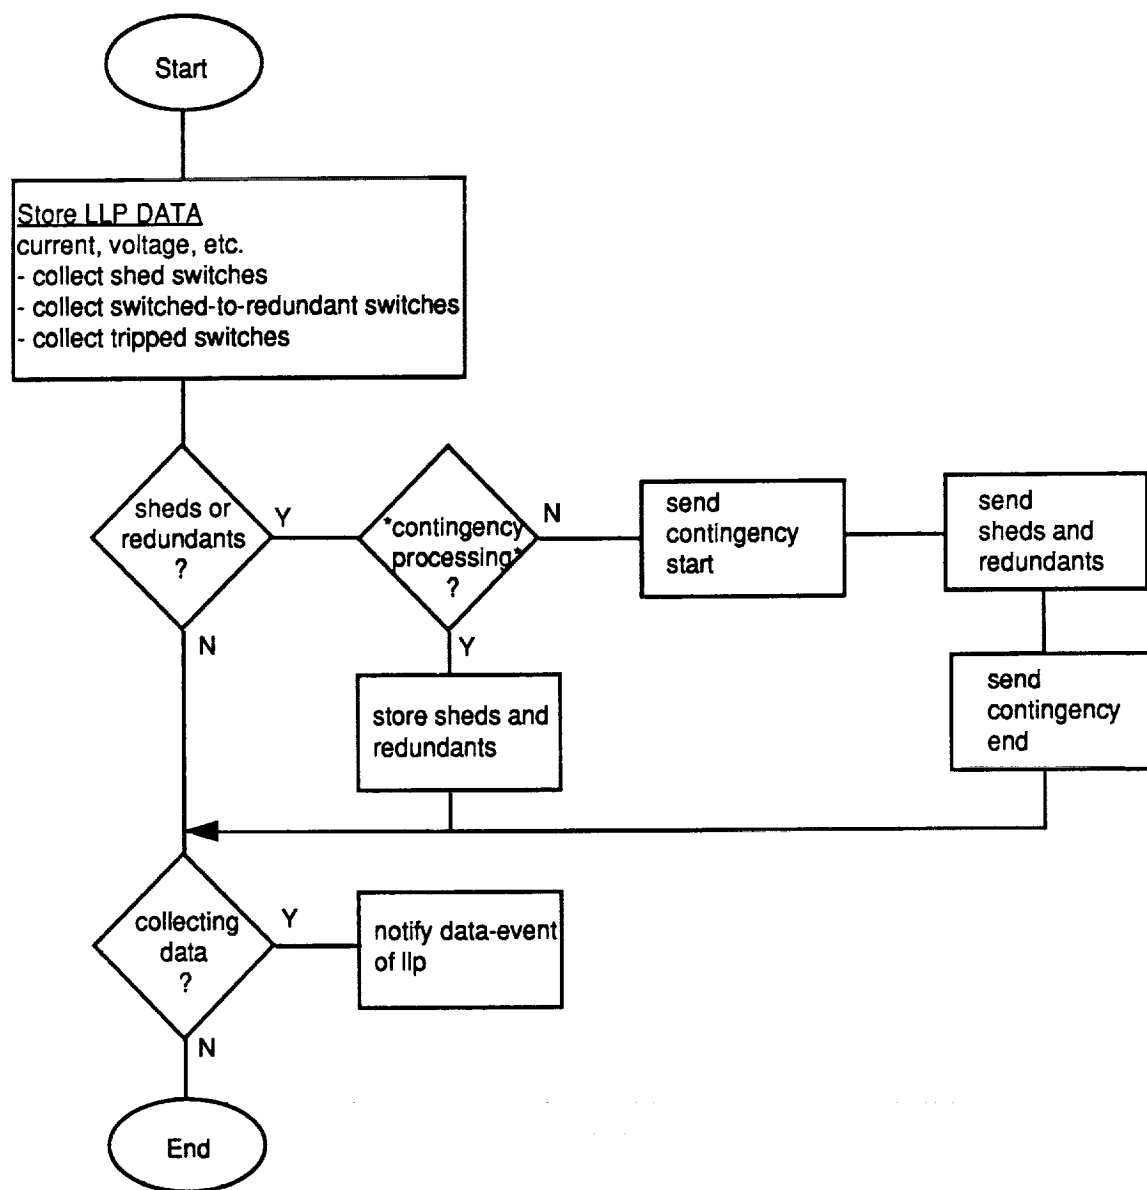 Start
Store LLP DATA
current, voltage, etc.
- collect shed switches
- collect switched-to-redundant switches
- collect tripped switches
sheds or
redundants
?
Y
N
*contingency
processing*
?
N
Y
send
contingency
start
send
sheds and
redundants
send
contingency
end
store sheds and
redundants
collecting
data
?
Y
N
notify data-event
of llp
End